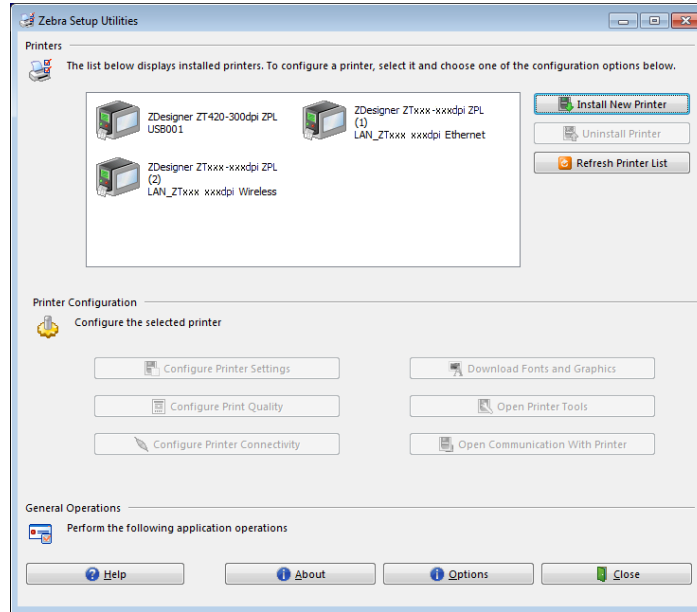 Zebra Setup Utilities
Printers
The list below displays installed printers. To configure a printer, select it and choose one of the configuration options below.
ZDesigner ZT420-300dpi ZPL
USB001
ZDesigner ZTxxx-xxxdpi ZPL
(1)
LAN_ZTxxx xxxdpi Ethernet
ZDesigner ZTxxx-xxxdpi ZPL
(2)
LAN_ZTxxx xxxdpi Wireless
Install New Printer
Uninstall Printer
Refresh Printer List
Printer Configuration
Configure the selected printer
Configure Printer Settings
Download Fonts and Graphics
Configure Print Quality
Open Printer Tools
Configure Printer Connectivity
Open Communication With Printer
General Operations
Perform the following application operations
Help
About
Options
Close